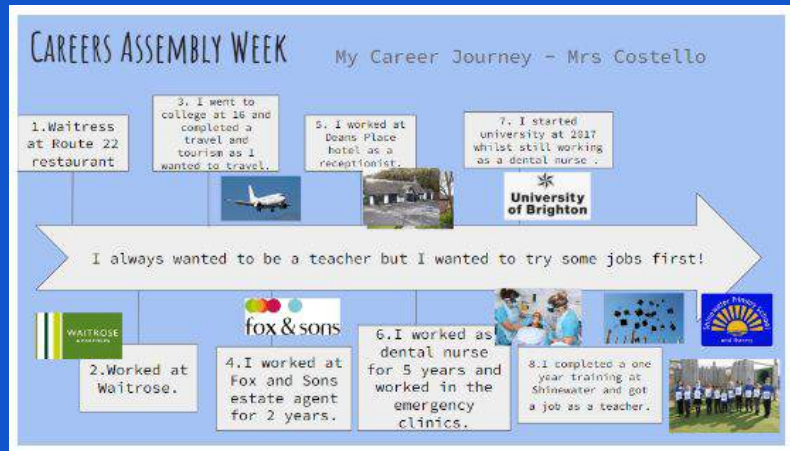 CAREERS ASSEMBLY WEEK
My Career Journey - Mrs Costello
1.Waitress
at Route 22
restaurant
3. I went to
college at 16 and
completed a
travel and
tourism as I
wanted to travel.
5. I worked at
Deans Place
hotel as a
receptionist.
7. I started
university at 2017
whilst still working
as a dental nurse .
University
of Brighton
I always wanted to be a teacher but I wanted to try some jobs first!
WAITROSE
2.Worked at
Waitrose.
fox & sons
4.I worked at
Fox and Sons
estate agent
for 2 years.
6.I worked as
dental nurse
for 5 years and
worked in the
emergency
clinics.
8.I completed a one
year training at
Shinewater and got
a job as a teacher.
Shinewater Primary School
and Nursery